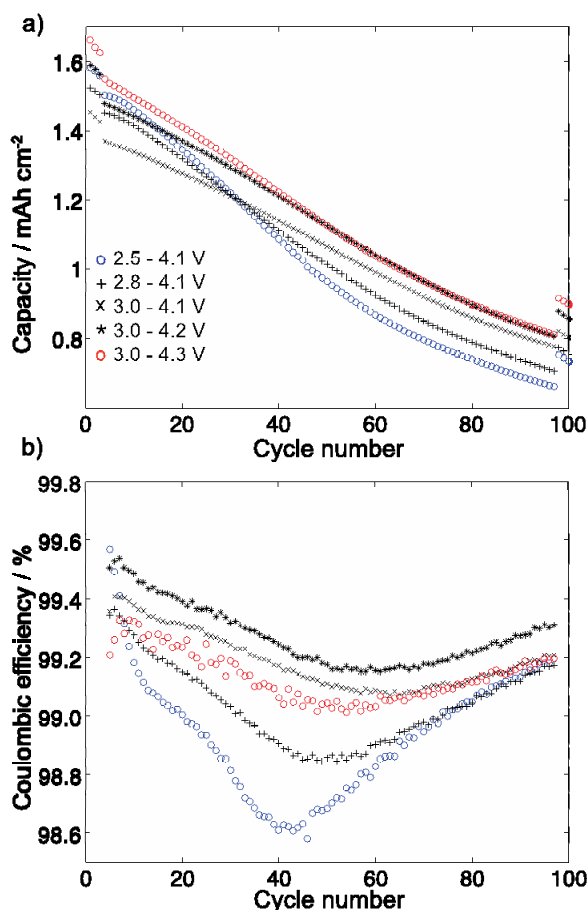 a)
1.6
1.4
1.2
1
0.8
Capacity / mAh cm⁻²
2.5 - 4.1 V
2.8 - 4.1 V
3.0 - 4.1 V
3.0 - 4.2 V
3.0 - 4.3 V
0 20 40 60 80 100
Cycle number
b)
99.8
99.6
99.4
99.2
99.0
98.8
98.6
Coulombic efficiency / %
0 20 40 60 80 100
Cycle number